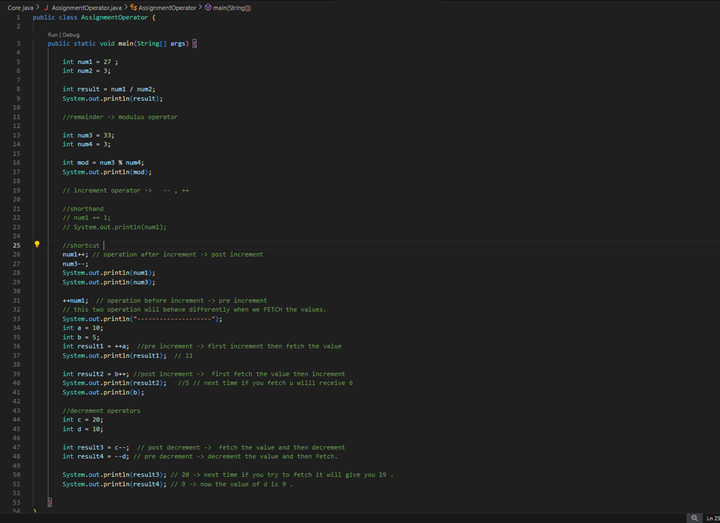 Core java > J AssignmentOperator.java > AssignmentOperator > main(String[])
1 public class AssignmentOperator {
2
Run | Debug
3 public static void main(String[] args) {
4
5 int num1 = 27 ;
6 int num2 = 3;
7
8 int result = num1 / num2;
9 System.out.println(result);
10
11 //remainder -> modulus operator
12
13 int num3 = 33;
14 int num4 = 3;
15
16 int mod = num3 % num4;
17 System.out.println(mod);
18
19 // increment operator -> -- , ++
20
21 //shorthand
22 // num1 += 1;
23 // System.out.println(num1);
24
25 //shortcut
26 num1++; // operation after increment -> post increment
27 num3--;
28 System.out.println(num1);
29 System.out.println(num3);
30
31 ++num1; // operation before increment -> pre increment
32 // this two operation will behave differently when we FETCH the values.
33 System.out.println("--------------------");
34 int a = 10;
35 int b = 5;
36 int result1 = ++a; //pre increment -> first increment then fetch the value
37 System.out.println(result1); // 11
38
39 int result2 = b++; //post increment -> first fetch the value then increment
40 System.out.println(result2); //5 // next time if you fetch u willl receive 6
41 System.out.println(b);
42
43 //decrement operators
44 int c = 20;
45 int d = 10;
46
47 int result3 = c--; // post decrement -> fetch the value and then decrement
48 int result4 = --d; // pre decrement -> decrement the value and then fetch.
49
50 System.out.println(result3); // 20 -> next time if you try to fetch it will give you 19 .
51 System.out.println(result4); // 9 -> now the value of d is 9 .
52
53 }
54 }
Ln 25